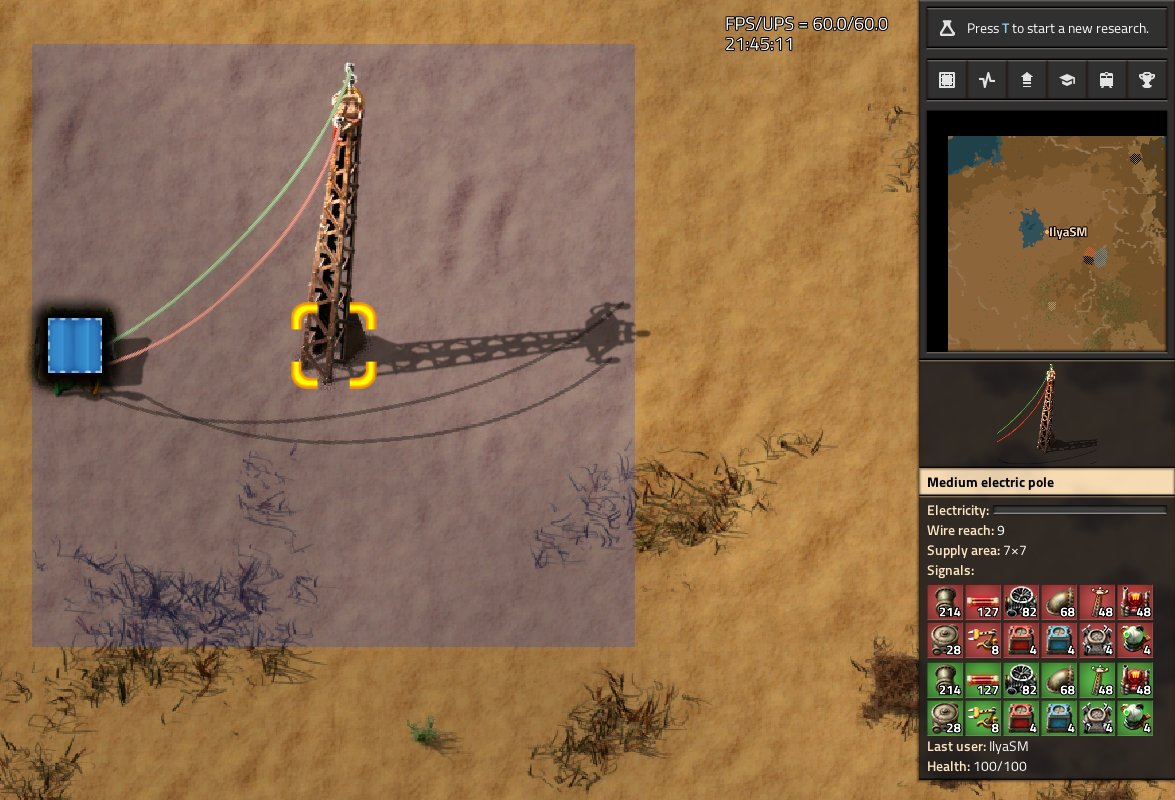 FPS/UPS = 60.0/60.0
21:45:11
Press T to start a new research.
IlyaSM
Medium electric pole
Electricity:
Wire reach: 9
Supply area: 7×7
Signals:
214 127 82 68 48 48
28 8 4 4 4 4
214 127 82 68 48 48
28 8 4 4 4 4
Last user: IlyaSM
Health: 100/100